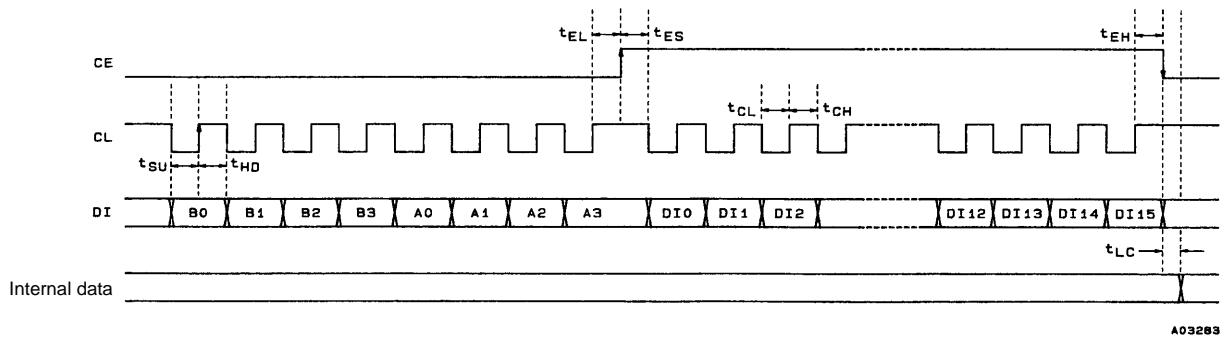 tEL tES tEH
CE
tCL tCH
CL
tSU tHD
DI B0 B1 B2 B3 A0 A1 A2 A3 DI0 DI1 DI2 DI12 DI13 DI14 DI15
tLC
Internal data
A03283